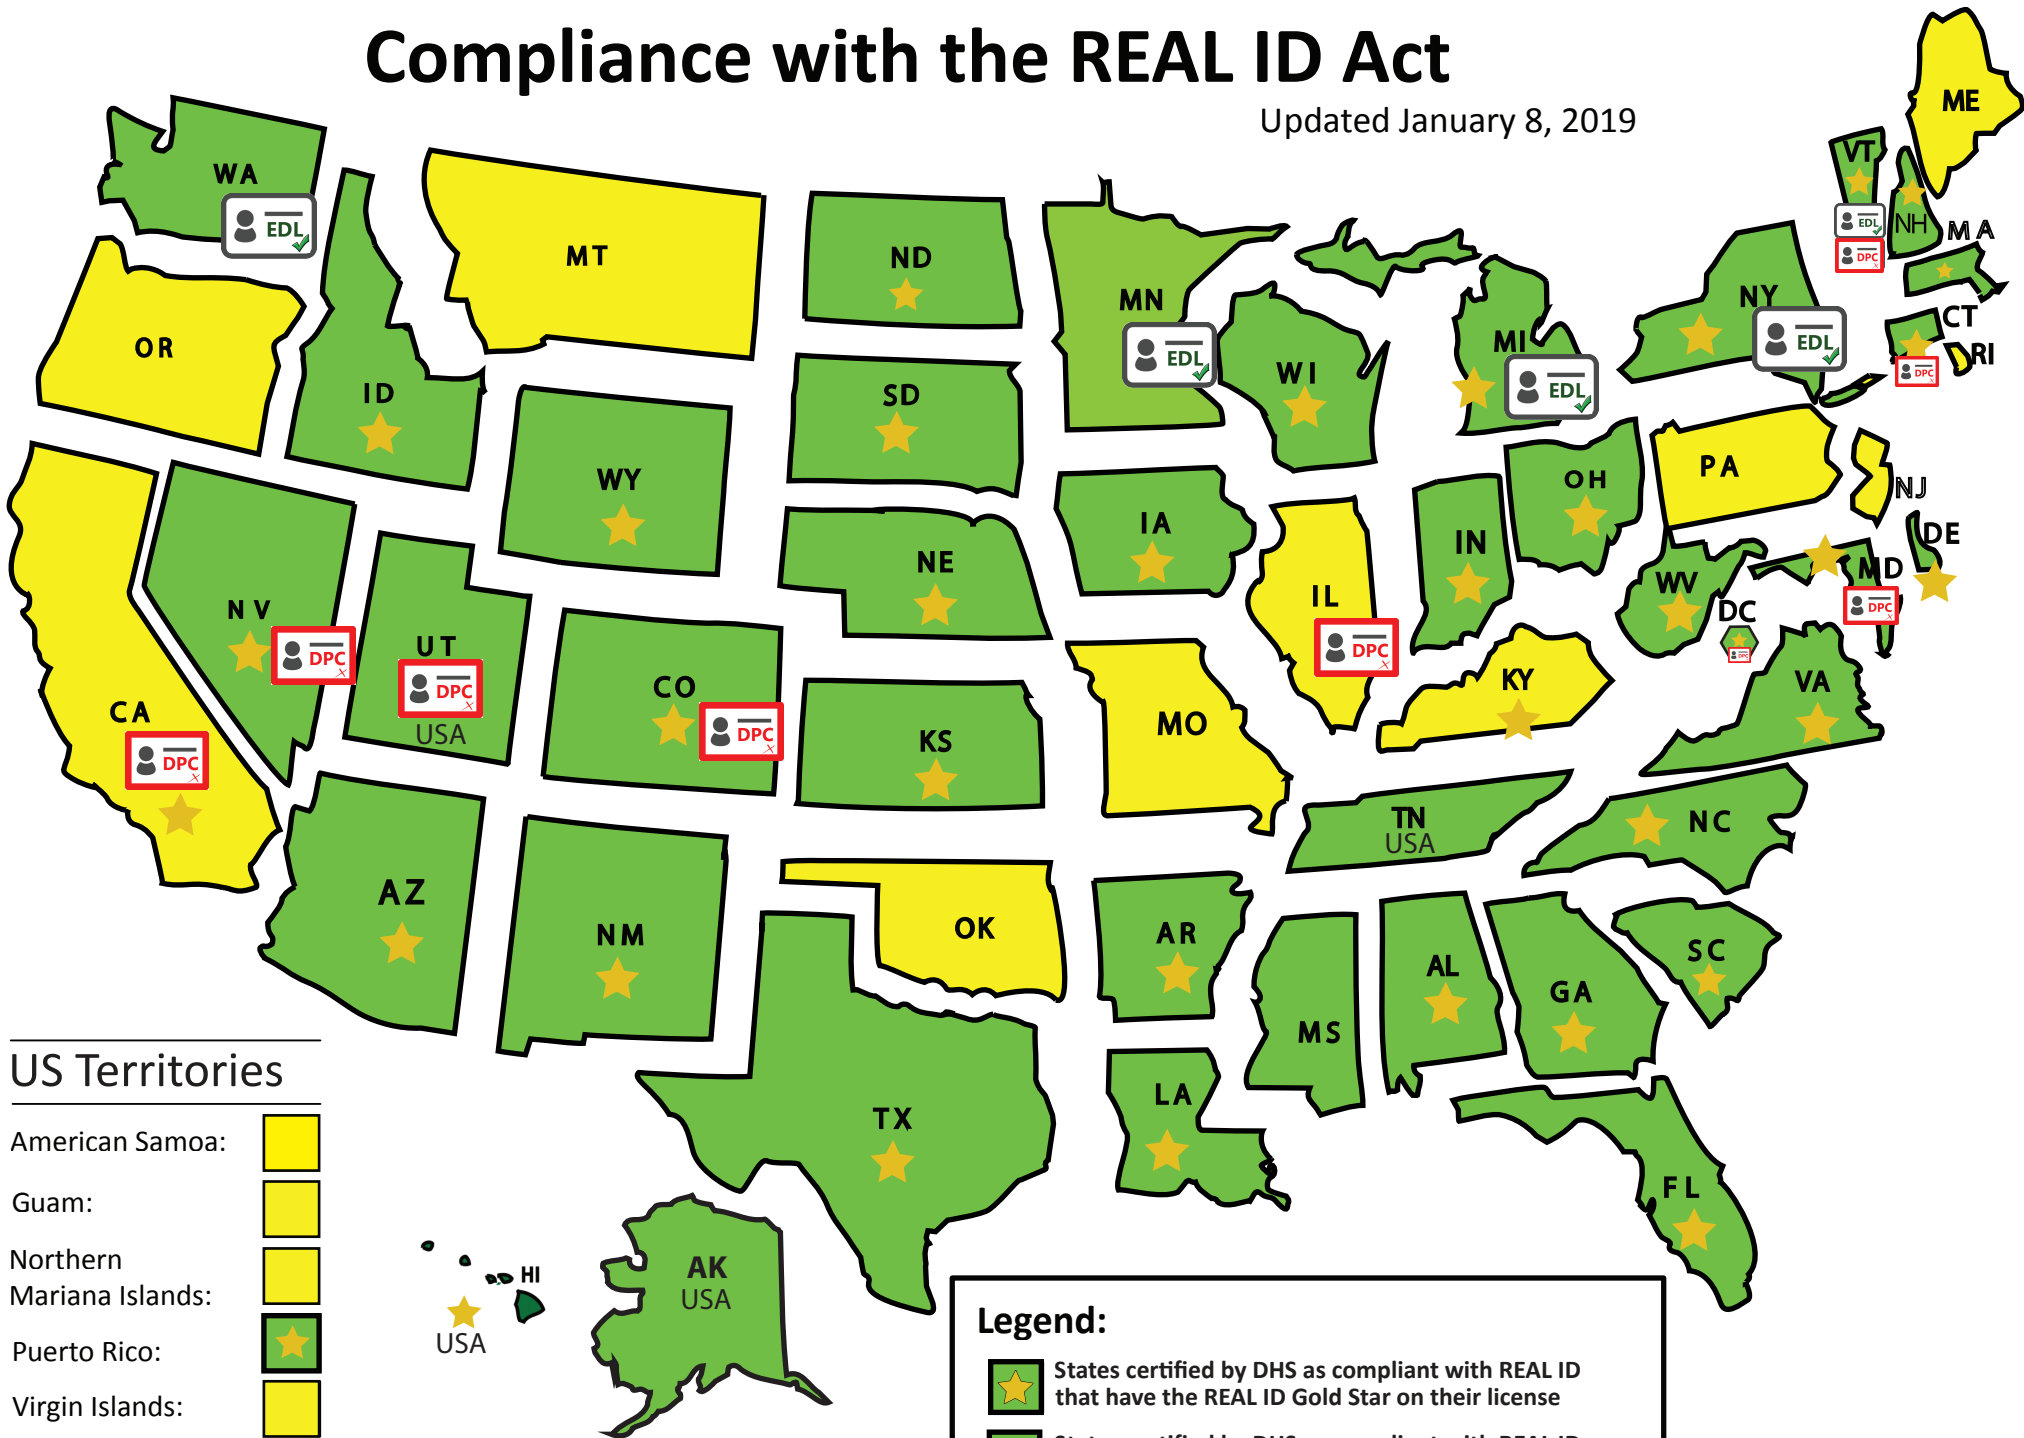 Compliance with the REAL ID Act
Updated January 8, 2019
ME
WA
EDL
VT
EDL
DPC
NH
MA
MT
ND
MN
EDL
NY
EDL
CT
DPC
RI
OR
ID
SD
WI
MI
EDL
WY
OH
PA
NJ
IA
NE
IN
DE
MD
DPC
WV
DC
DPC
NV
DPC
UT
DPC
USA
IL
DPC
CO
DPC
KY
VA
CA
DPC
KS
MO
TN
USA
NC
AZ
NM
OK
AR
AL
SC
MS
GA
TX
LA
FL
US Territories
American Samoa:
Guam:
Northern
Mariana Islands:
Puerto Rico:
Virgin Islands:
HI
USA
AK
USA
Legend:
States certified by DHS as compliant with REAL ID
that have the REAL ID Gold Star on their license